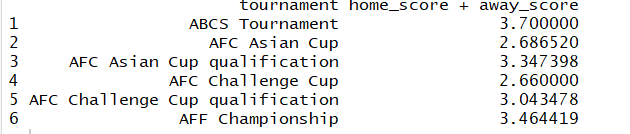 tournament home_score + away_score
1 ABCS Tournament 3.700000
2 AFC Asian Cup 2.686520
3 AFC Asian Cup qualification 3.347398
4 AFC Challenge Cup 2.660000
5 AFC Challenge Cup qualification 3.043478
6 AFF Championship 3.464419